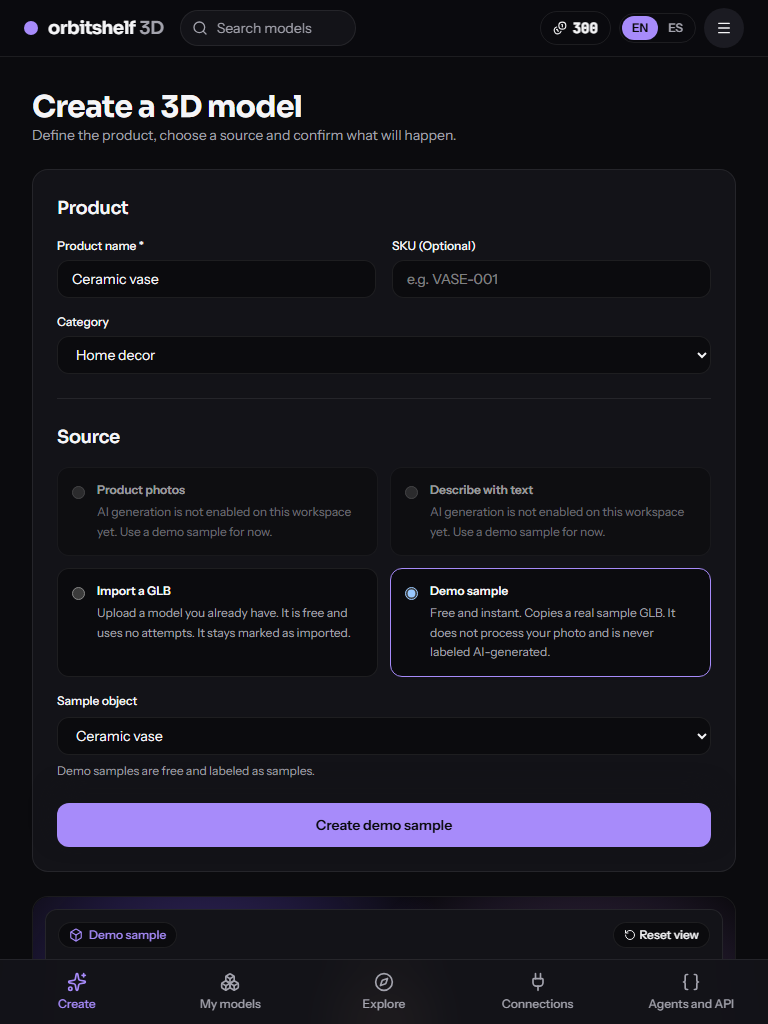 orbitshelf 3D
Search models
300
EN
ES
Create a 3D model
Define the product, choose a source and confirm what will happen.
Product
Product name *
SKU (Optional)
Ceramic vase
e.g. VASE-001
Category
Home decor
Source
Product photos
AI generation is not enabled on this workspace
yet. Use a demo sample for now.
Describe with text
AI generation is not enabled on this workspace
yet. Use a demo sample for now.
Import a GLB
Upload a model you already have. It is free and
uses no attempts. It stays marked as imported.
Demo sample
Free and instant. Copies a real sample GLB. It
does not process your photo and is never
labeled AI-generated.
Sample object
Ceramic vase
Demo samples are free and labeled as samples.
Create demo sample
Demo sample
Reset view
Create
My models
Explore
Connections
Agents and API